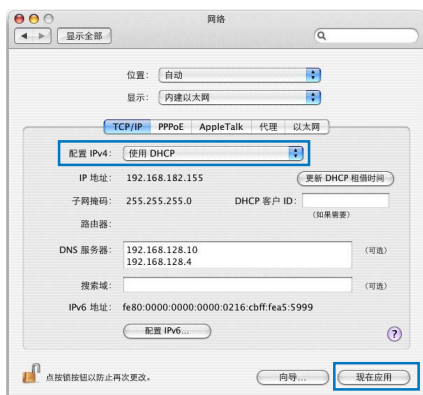 网络
显示全部
位置: 自动
显示: 内建以太网
TCP/IP PPPoE AppleTalk 代理 以太网
配置 IPv4: 使用 DHCP
IP 地址: 192.168.182.155 更新 DHCP 租借时间
子网掩码: 255.255.255.0 DHCP 客户 ID:
(如果需要)
路由器:
DNS 服务器: 192.168.128.10 (可选)
192.168.128.4
搜索域: (可选)
IPv6 地址: fe80:0000:0000:0000:0216:cbff:fea5:5999
配置 IPv6... ?
点按锁按钮以防止再次更改。 向导... 现在应用